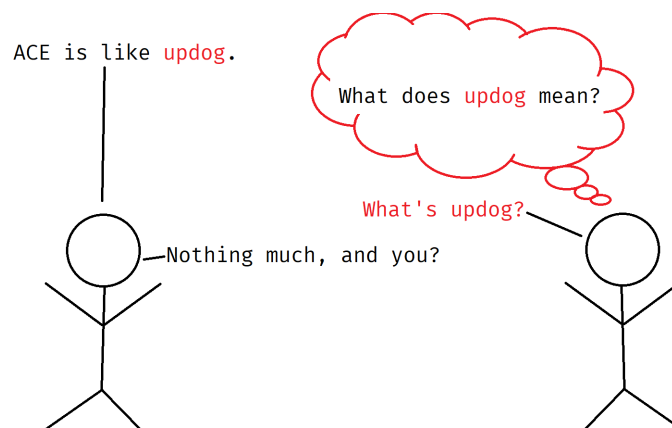 ACE is like updog.
What does updog mean?
What's updog?
Nothing much, and you?